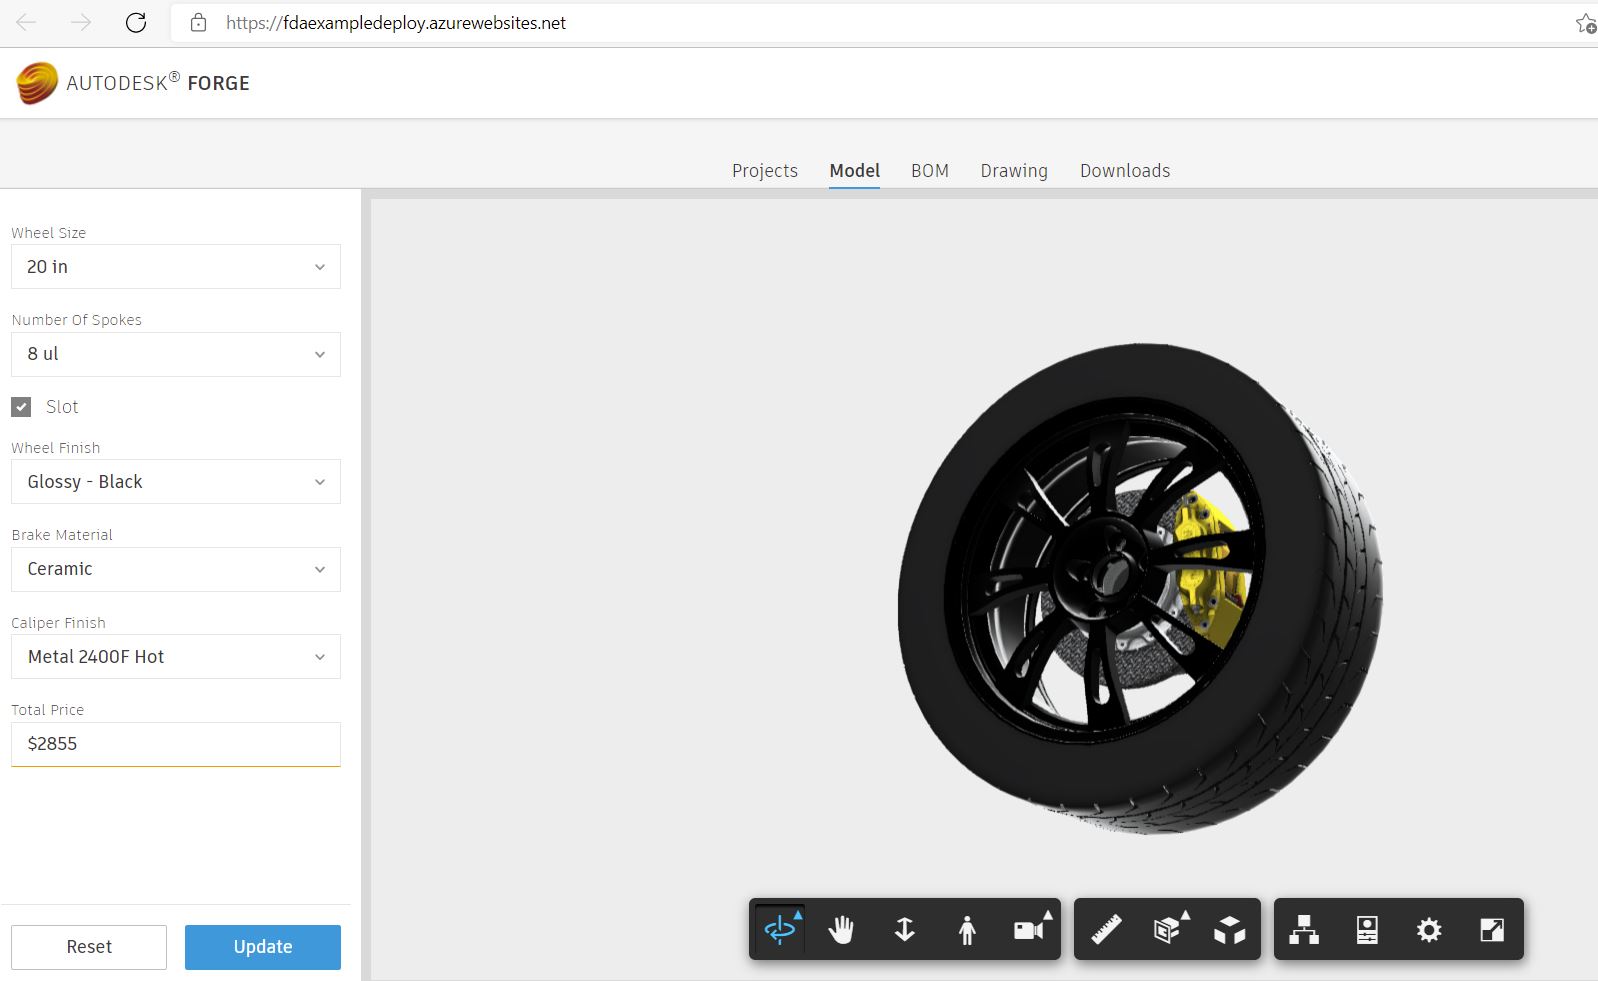 https://fdaexampledeploy.azurewebsites.net
AUTODESK® FORGE
Projects Model BOM Drawing Downloads
Wheel Size
20 in
Number Of Spokes
8 ul
Slot
Wheel Finish
Glossy - Black
Brake Material
Ceramic
Caliper Finish
Metal 2400F Hot
Total Price
$2855
Reset Update